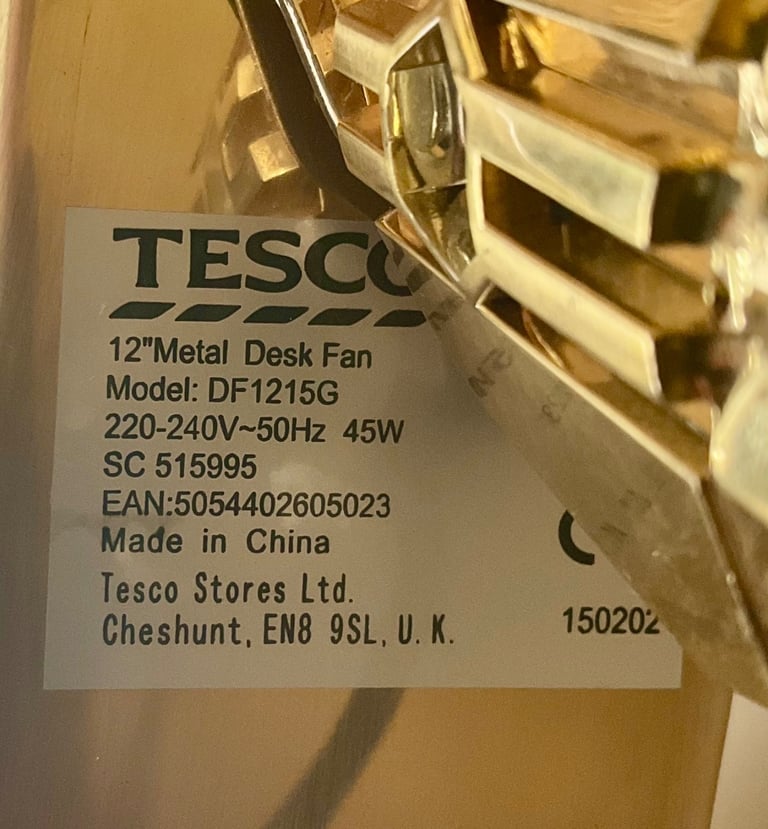 TESCO
12"Metal Desk Fan
Model: DF1215G
220-240V~50Hz 45W
SC 515995
EAN:5054402605023
Made in China
Tesco Stores Ltd.
Cheshunt, EN8 9SL, U.K.
150202